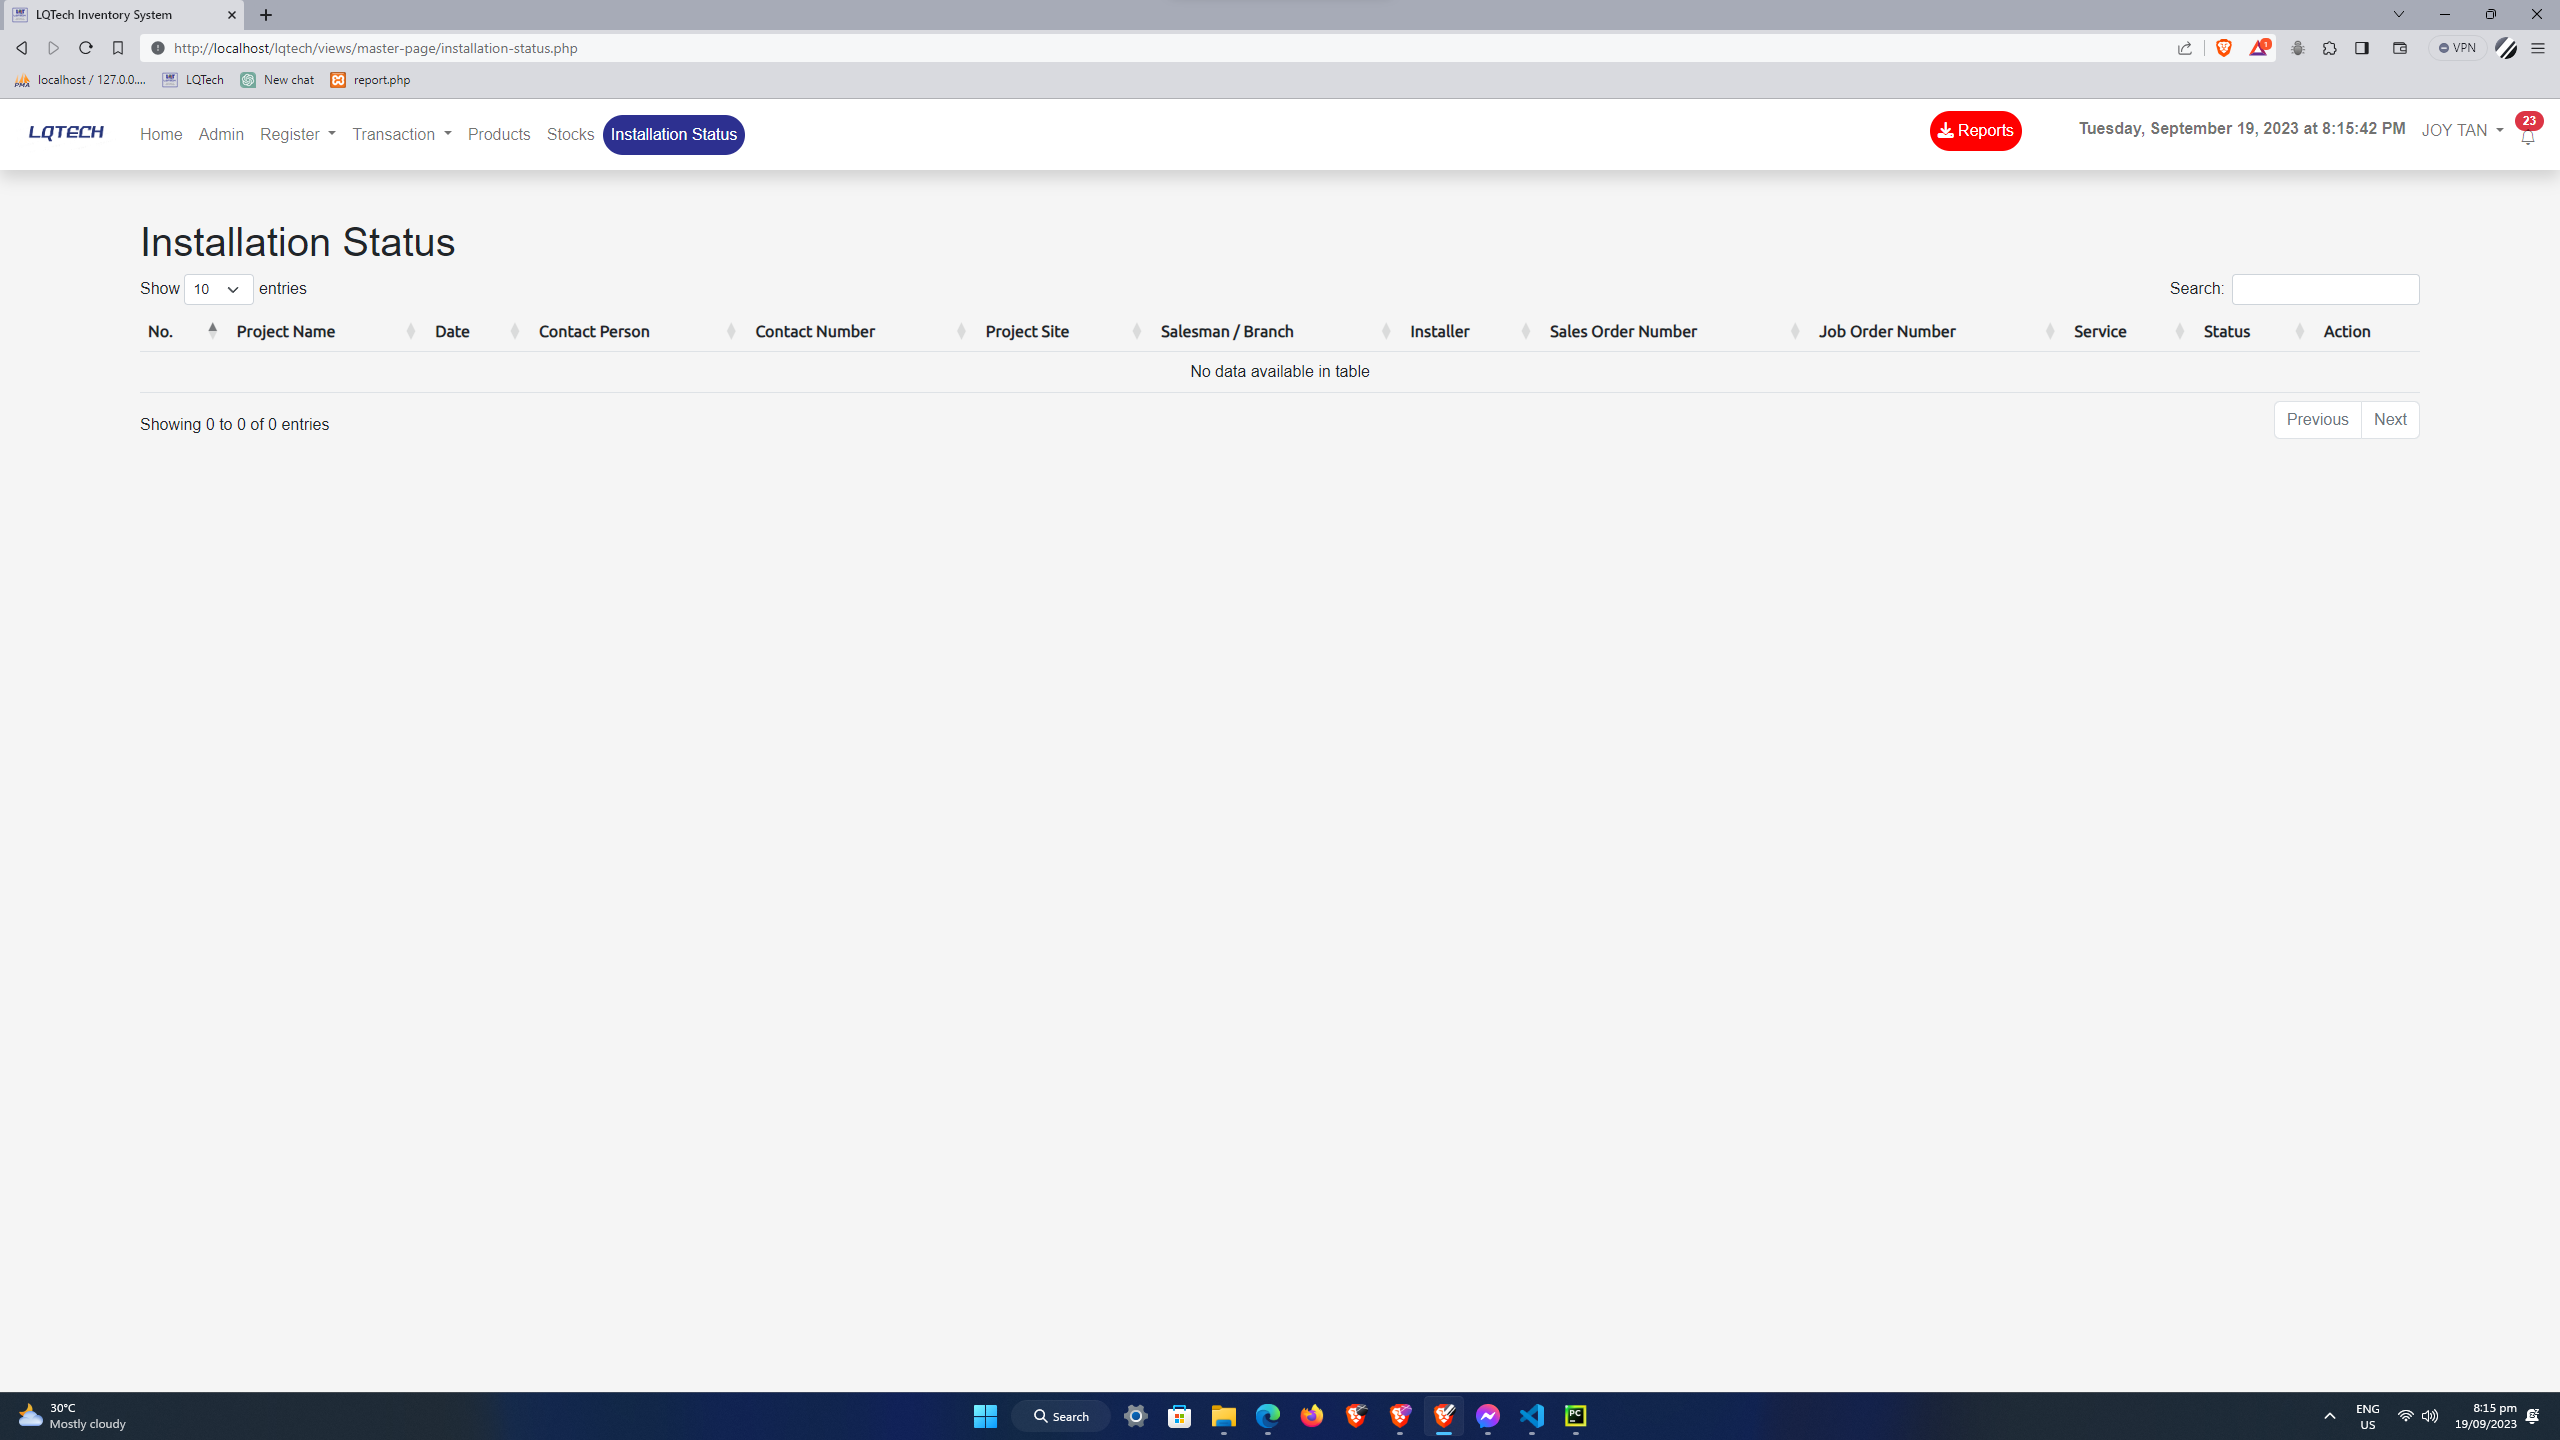 LQTech Inventory System
http://localhost/lqtech/views/master-page/installation-status.php
1
VPN
PMA localhost / 127.0.0.... LQTech New chat report.php
LQTECH Home Admin Register Transaction Products Stocks Installation Status Reports Tuesday, September 19, 2023 at 8:15:42 PM JOY TAN 23
Installation Status
Show 10 entries Search:
No. Project Name Date Contact Person Contact Number Project Site Salesman / Branch Installer Sales Order Number Job Order Number Service Status Action
No data available in table
Showing 0 to 0 of 0 entries Previous Next
30°C
Mostly cloudy
Search
PC
ENG
US
8:15 pm
19/09/2023